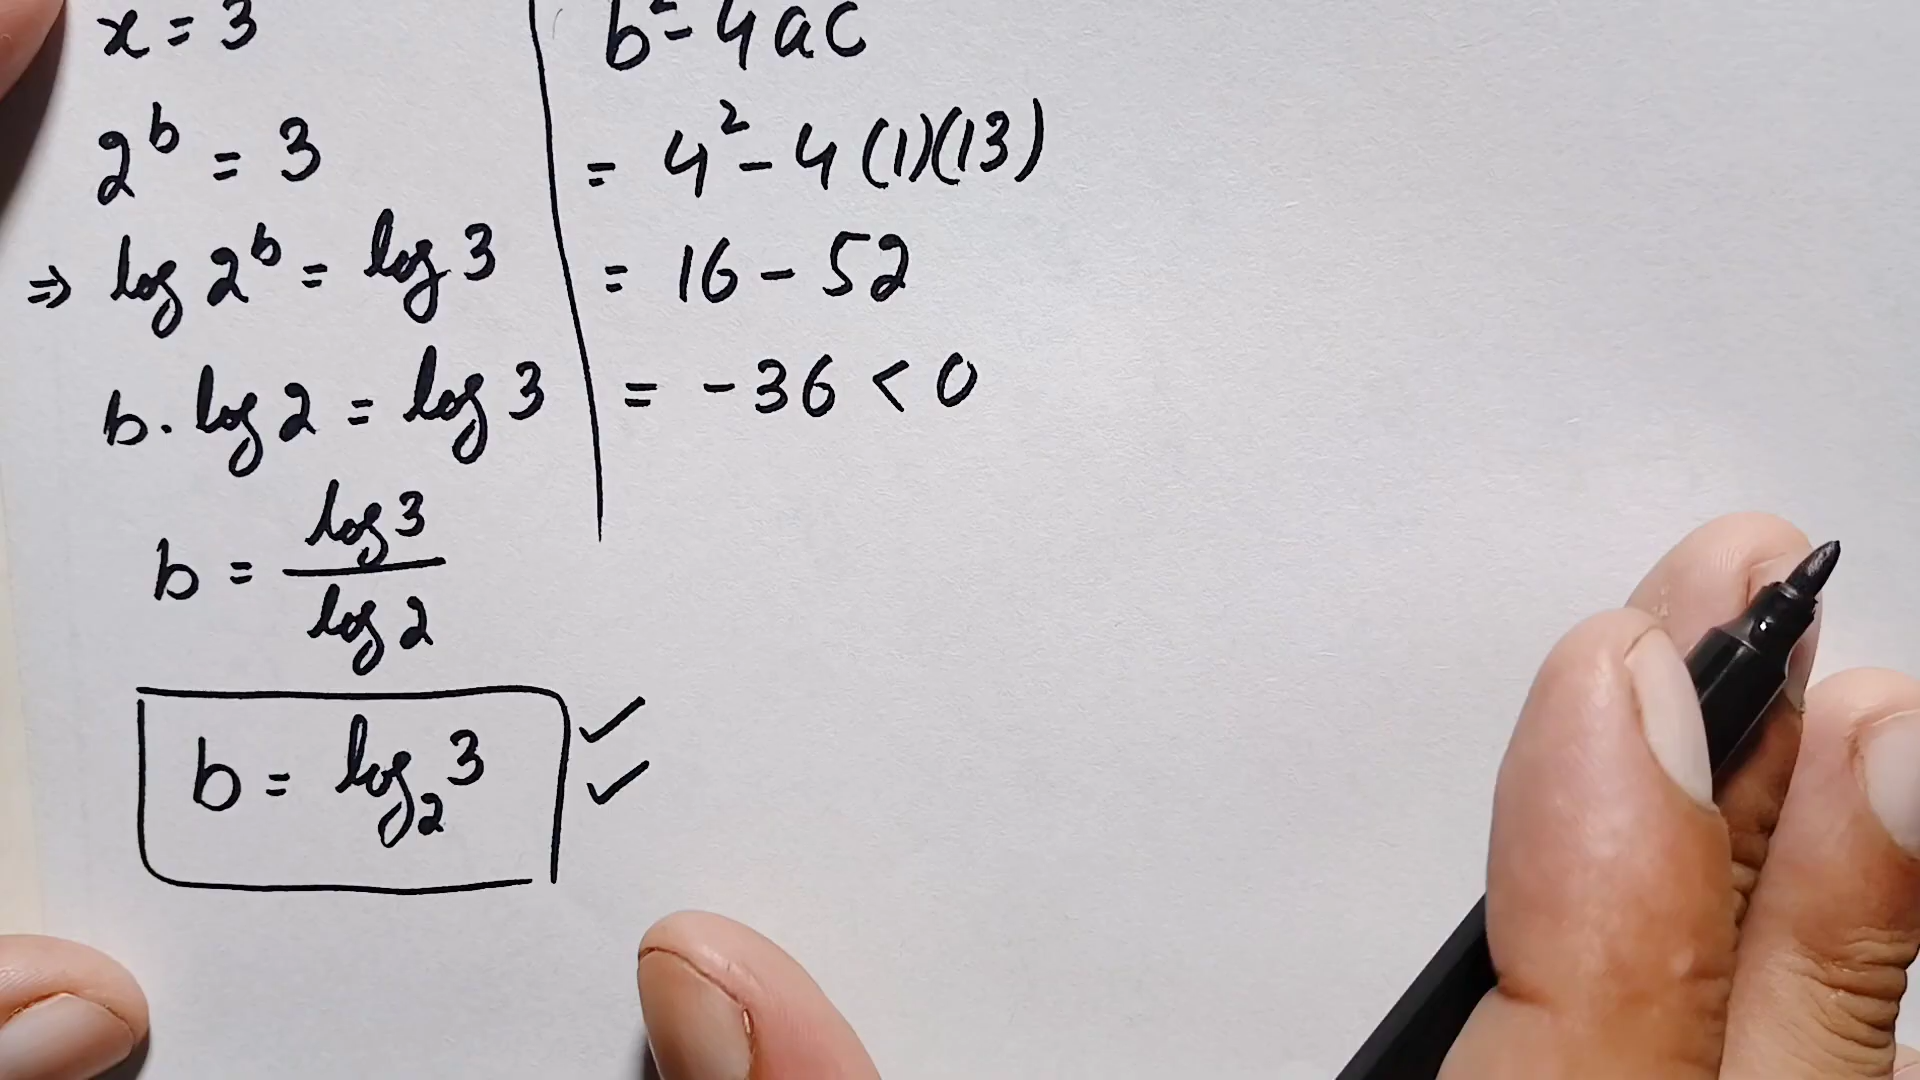 x = 3
2^b = 3
⇒ log 2^b = log 3
b . log 2 = log 3
b = log 3 / log 2
b = log₂ 3 ✓ ✓
b² - 4ac
= 4² - 4 (1)(13)
= 16 - 52
= -36 < 0